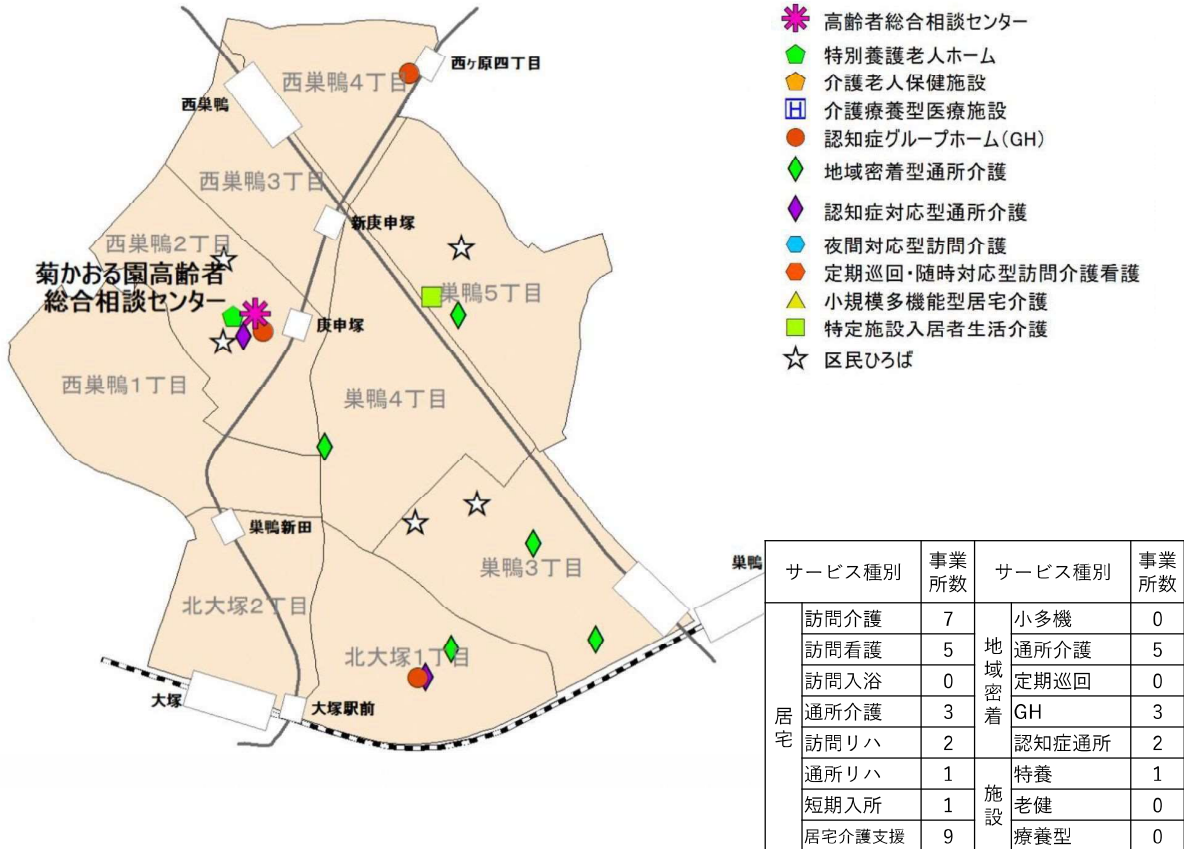 西ヶ原四丁目
西巣鴨4丁目
西巣鴨
西巣鴨3丁目
新庚申塚
西巣鴨2丁目
菊かおる園高齢者
総合相談センター
巣鴨5丁目
庚申塚
西巣鴨1丁目
巣鴨4丁目
巣鴨新田
巣鴨3丁目
巣鴨
北大塚2丁目
北大塚1丁目
大塚
大塚駅前
高齢者総合相談センター
特別養護老人ホーム
介護老人保健施設
H 介護療養型医療施設
認知症グループホーム(GH)
地域密着型通所介護
認知症対応型通所介護
夜間対応型訪問介護
定期巡回・随時対応型訪問介護看護
小規模多機能型居宅介護
特定施設入居者生活介護
区民ひろば
サービス種別 事業所数 サービス種別 事業所数
居宅 訪問介護 7 地域密着 小多機 0
訪問看護 5 通所介護 5
訪問入浴 0 定期巡回 0
通所介護 3 GH 3
訪問リハ 2 認知症通所 2
通所リハ 1 施設 特養 1
短期入所 1 老健 0
居宅介護支援 9 療養型 0